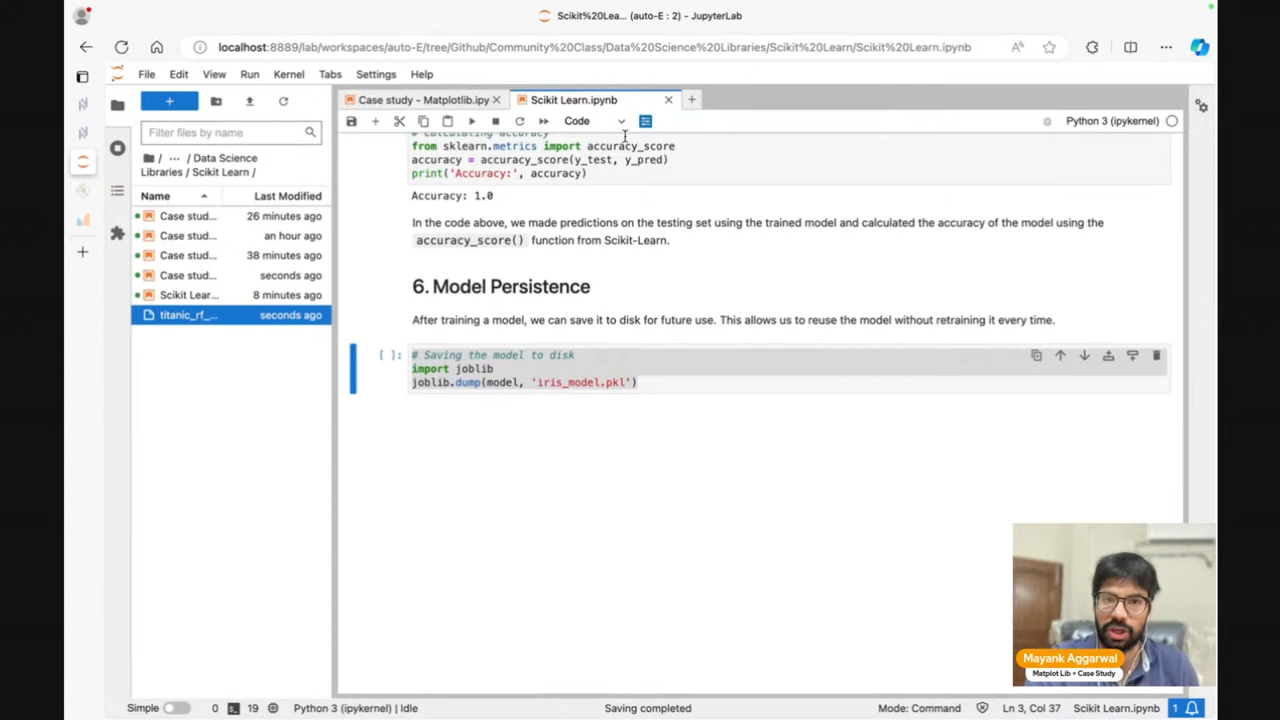 Scikit%20Lea... (auto-E : 2) - JupyterLab
localhost:8889/lab/workspaces/auto-E/tree/Github/Community%20Class/Data%20Science%20Libraries/Scikit%20Learn/Scikit%20Learn.ipynb
File Edit View Run Kernel Tabs Settings Help
Case study - Matplotlib.ipy
Scikit Learn.ipynb
Code
Python 3 (ipykernel)
Filter files by name
/ ... / Data Science
Libraries / Scikit Learn /
Name Last Modified
Case stud... 26 minutes ago
Case stud... an hour ago
Case stud... 38 minutes ago
Case stud... seconds ago
Scikit Lear... 8 minutes ago
titanic_rf_... seconds ago
# Calculating accuracy
from sklearn.metrics import accuracy_score
accuracy = accuracy_score(y_test, y_pred)
print('Accuracy:', accuracy)
Accuracy: 1.0
In the code above, we made predictions on the testing set using the trained model and calculated the accuracy of the model using the
accuracy_score() function from Scikit-Learn.
6. Model Persistence
After training a model, we can save it to disk for future use. This allows us to reuse the model without retraining it every time.
[ ]: # Saving the model to disk
import joblib
joblib.dump(model, 'iris_model.pkl')
Mayank Aggarwal
Matplot Lib + Case Study
Simple 0 19 Python 3 (ipykernel) | Idle Saving completed Mode: Command Ln 3, Col 37 Scikit Learn.ipynb 1